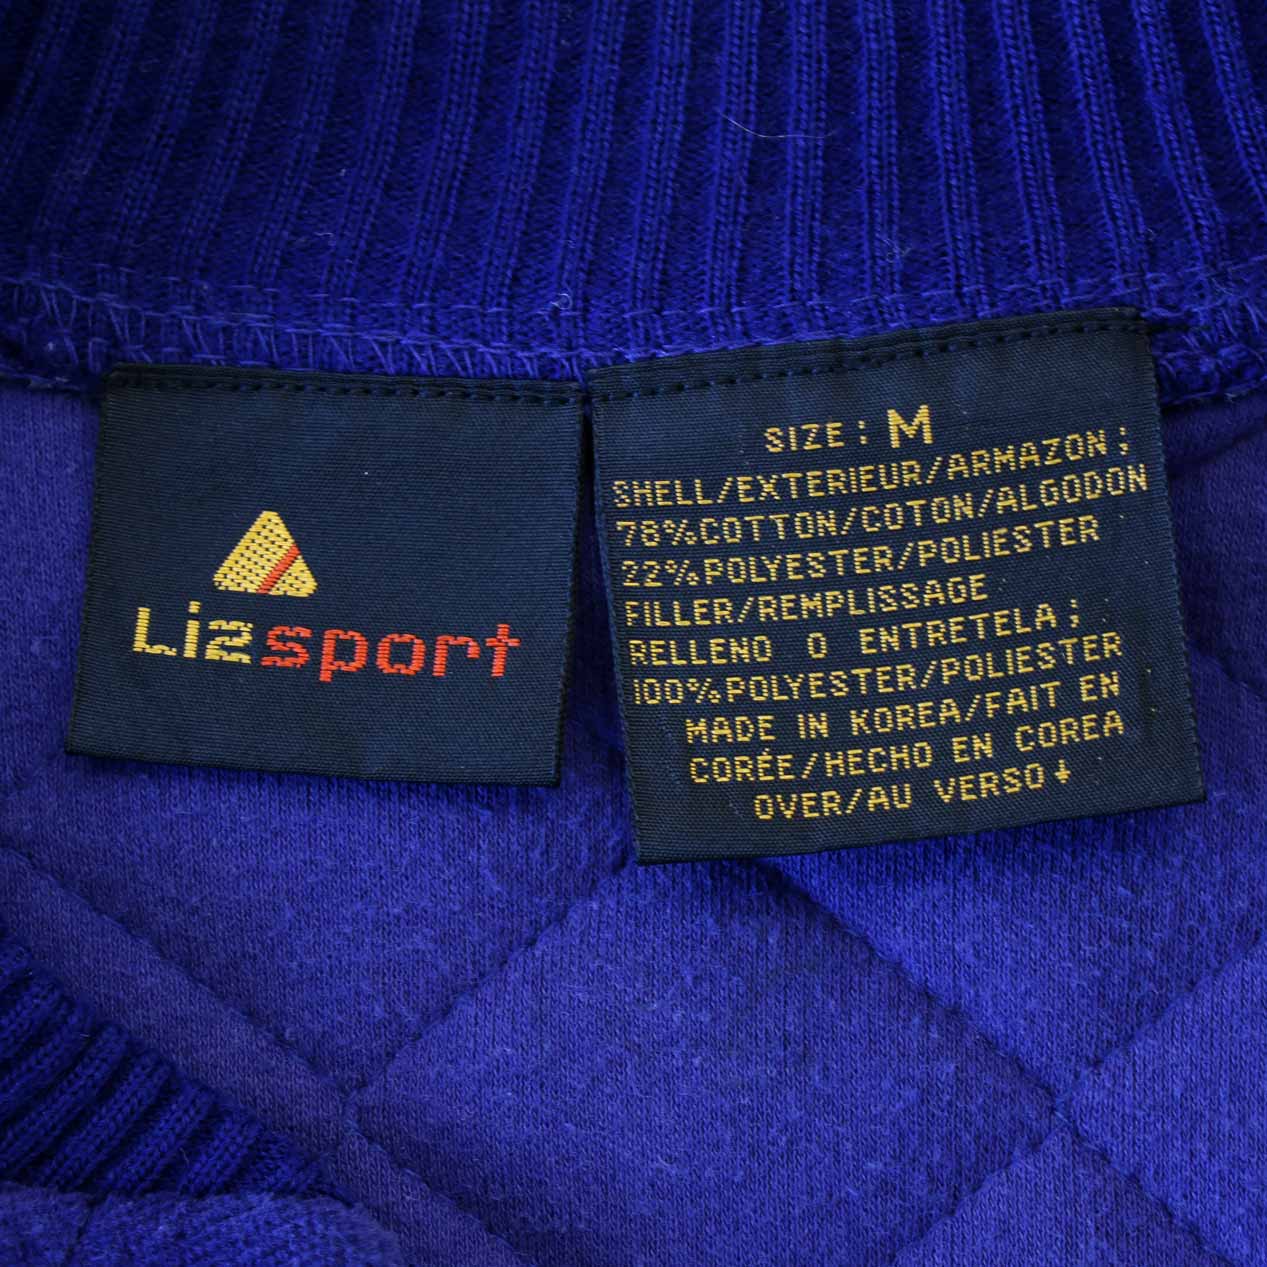 Lizsport
SIZE: M
SHELL/EXTERIEUR/ARMAZON;
78%COTTON/COTON/ALGODON
22%POLYESTER/POLIESTER
FILLER/REMPLISSAGE
RELLENO O ENTRETELA;
100%POLYESTER/POLIESTER
MADE IN KOREA/FAIT EN
CORÉE/HECHO EN COREA
OVER/AU VERSO↓